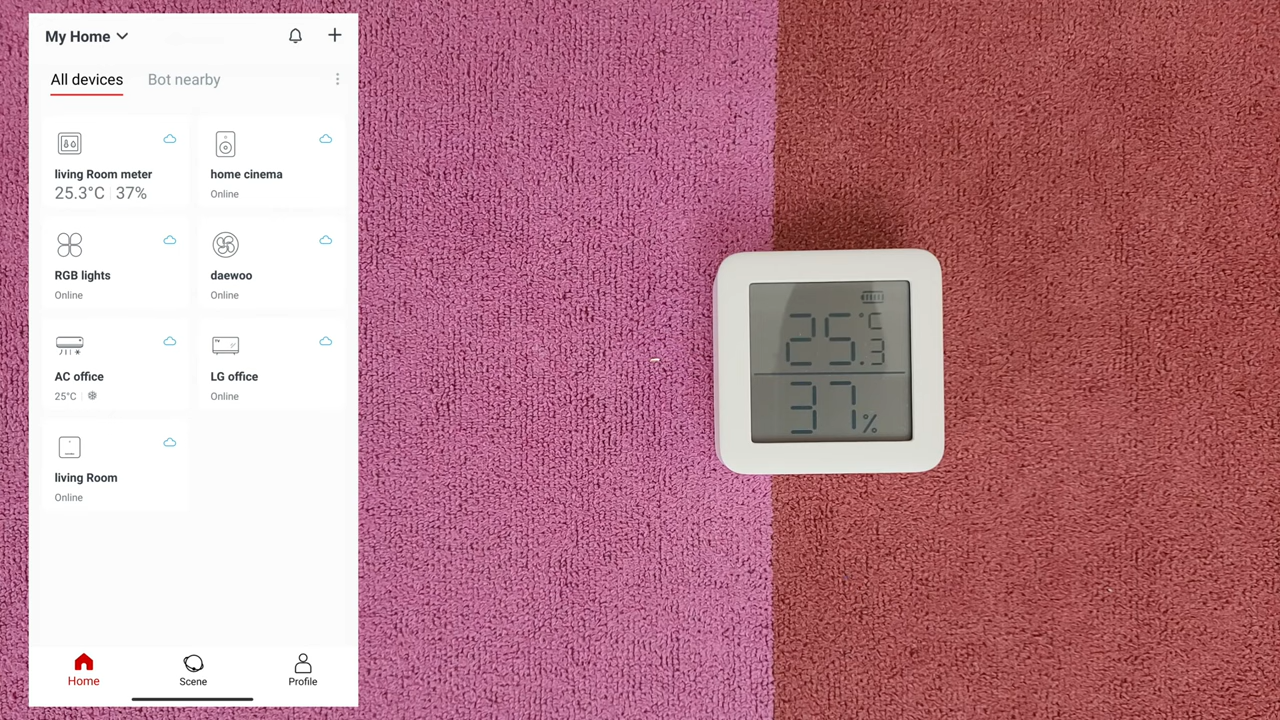 My Home
All devices
Bot nearby
living Room meter
25.3°C 37%
home cinema
Online
RGB lights
Online
daewoo
Online
AC office
25°C
LG office
Online
living Room
Online
Home
Scene
Profile
25.3°C
37%